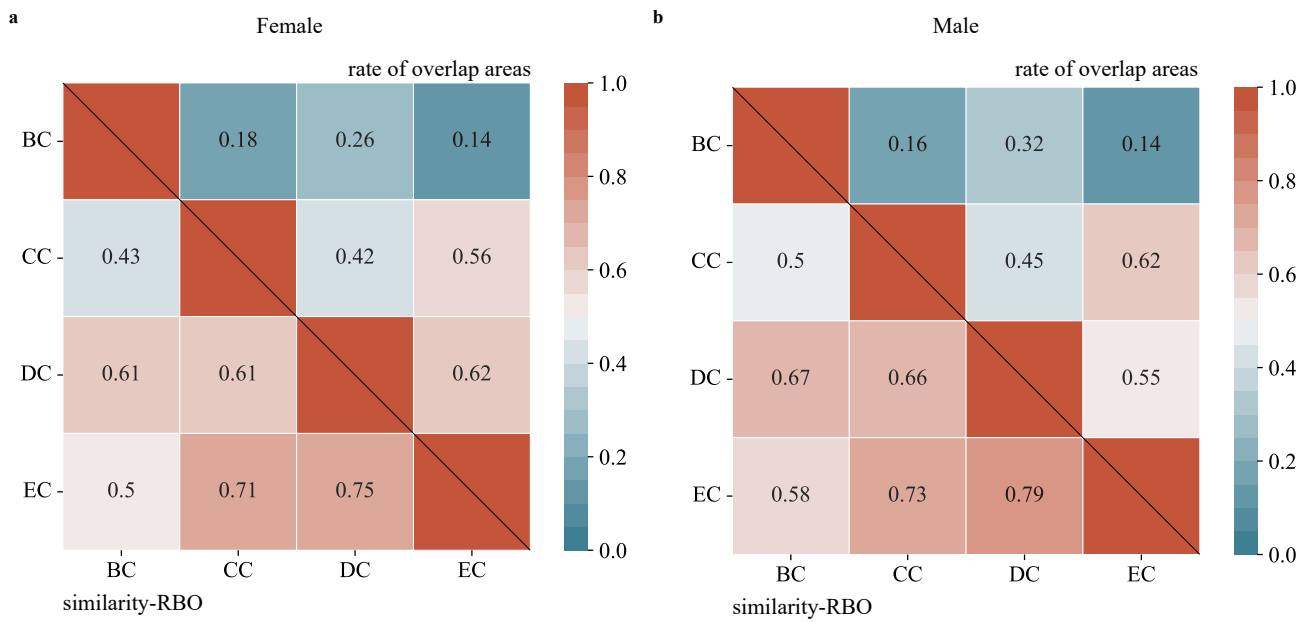 a
Female
rate of overlap areas
BC
CC
DC
EC
0.18
0.26
0.14
0.43
0.42
0.56
0.61
0.61
0.62
0.5
0.71
0.75
BC
CC
DC
EC
similarity-RBO
1.0
0.8
0.6
0.4
0.2
0.0
b
Male
rate of overlap areas
BC
CC
DC
EC
0.16
0.32
0.14
0.5
0.45
0.62
0.67
0.66
0.55
0.58
0.73
0.79
BC
CC
DC
EC
similarity-RBO
1.0
0.8
0.6
0.4
0.2
0.0